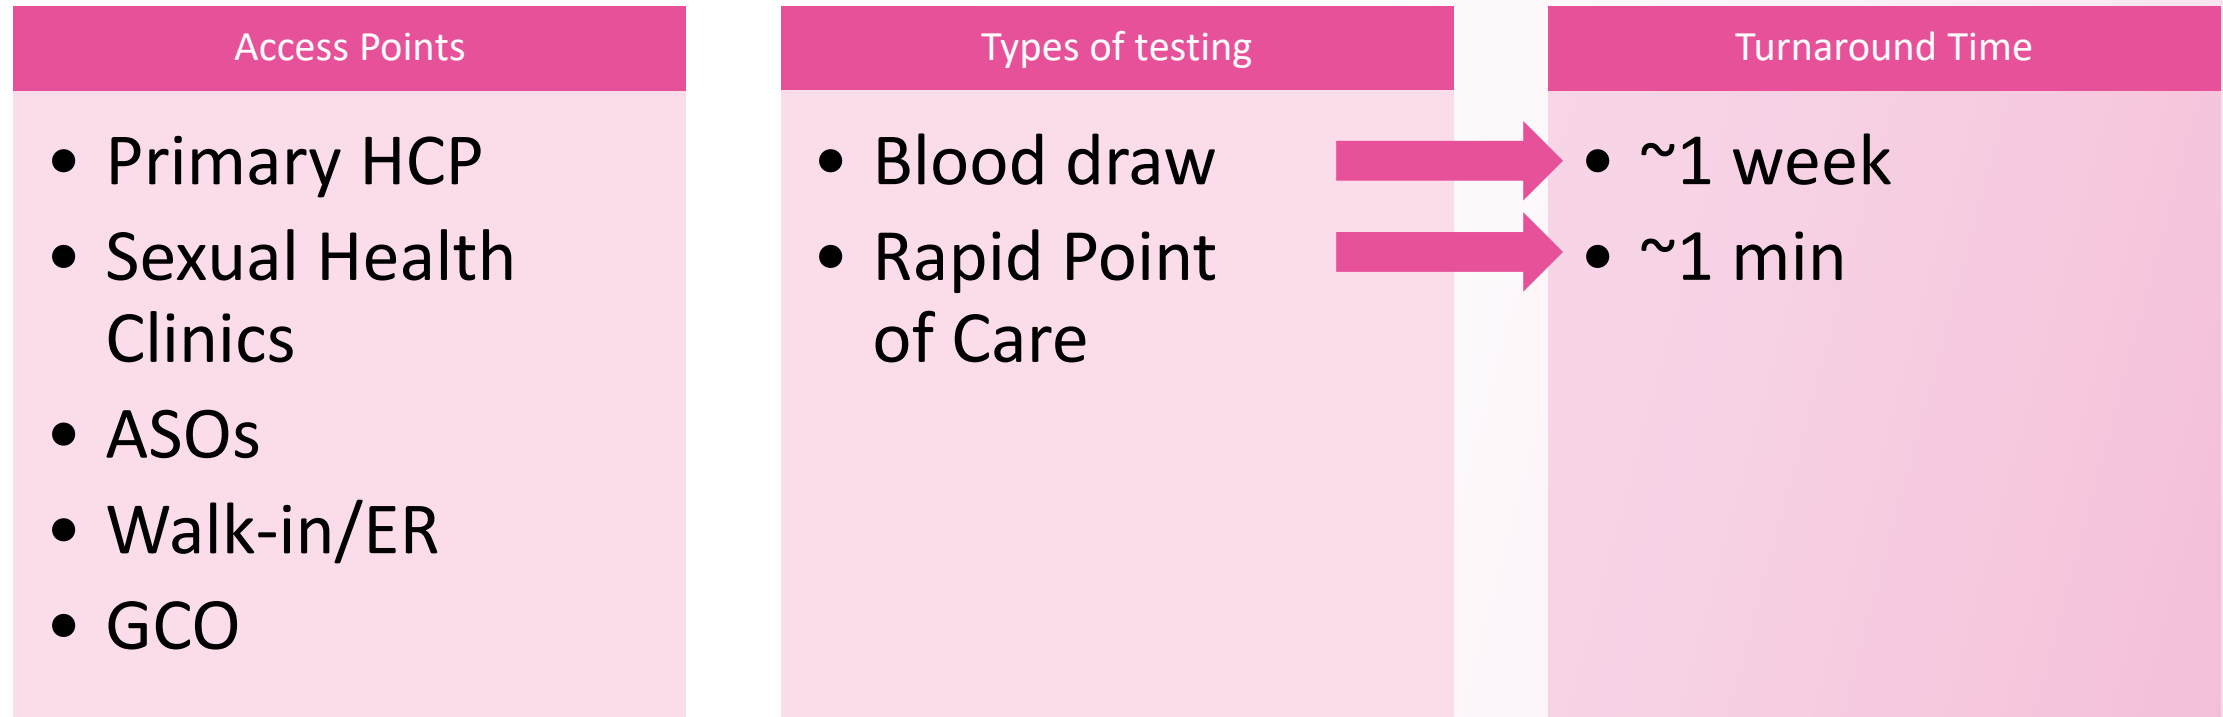 Access Points
• Primary HCP
• Sexual Health
Clinics
• ASOs
• Walk-in/ER
• GCO
Types of testing
• Blood draw
• Rapid Point
of Care
Turnaround Time
• ~1 week
• ~1 min